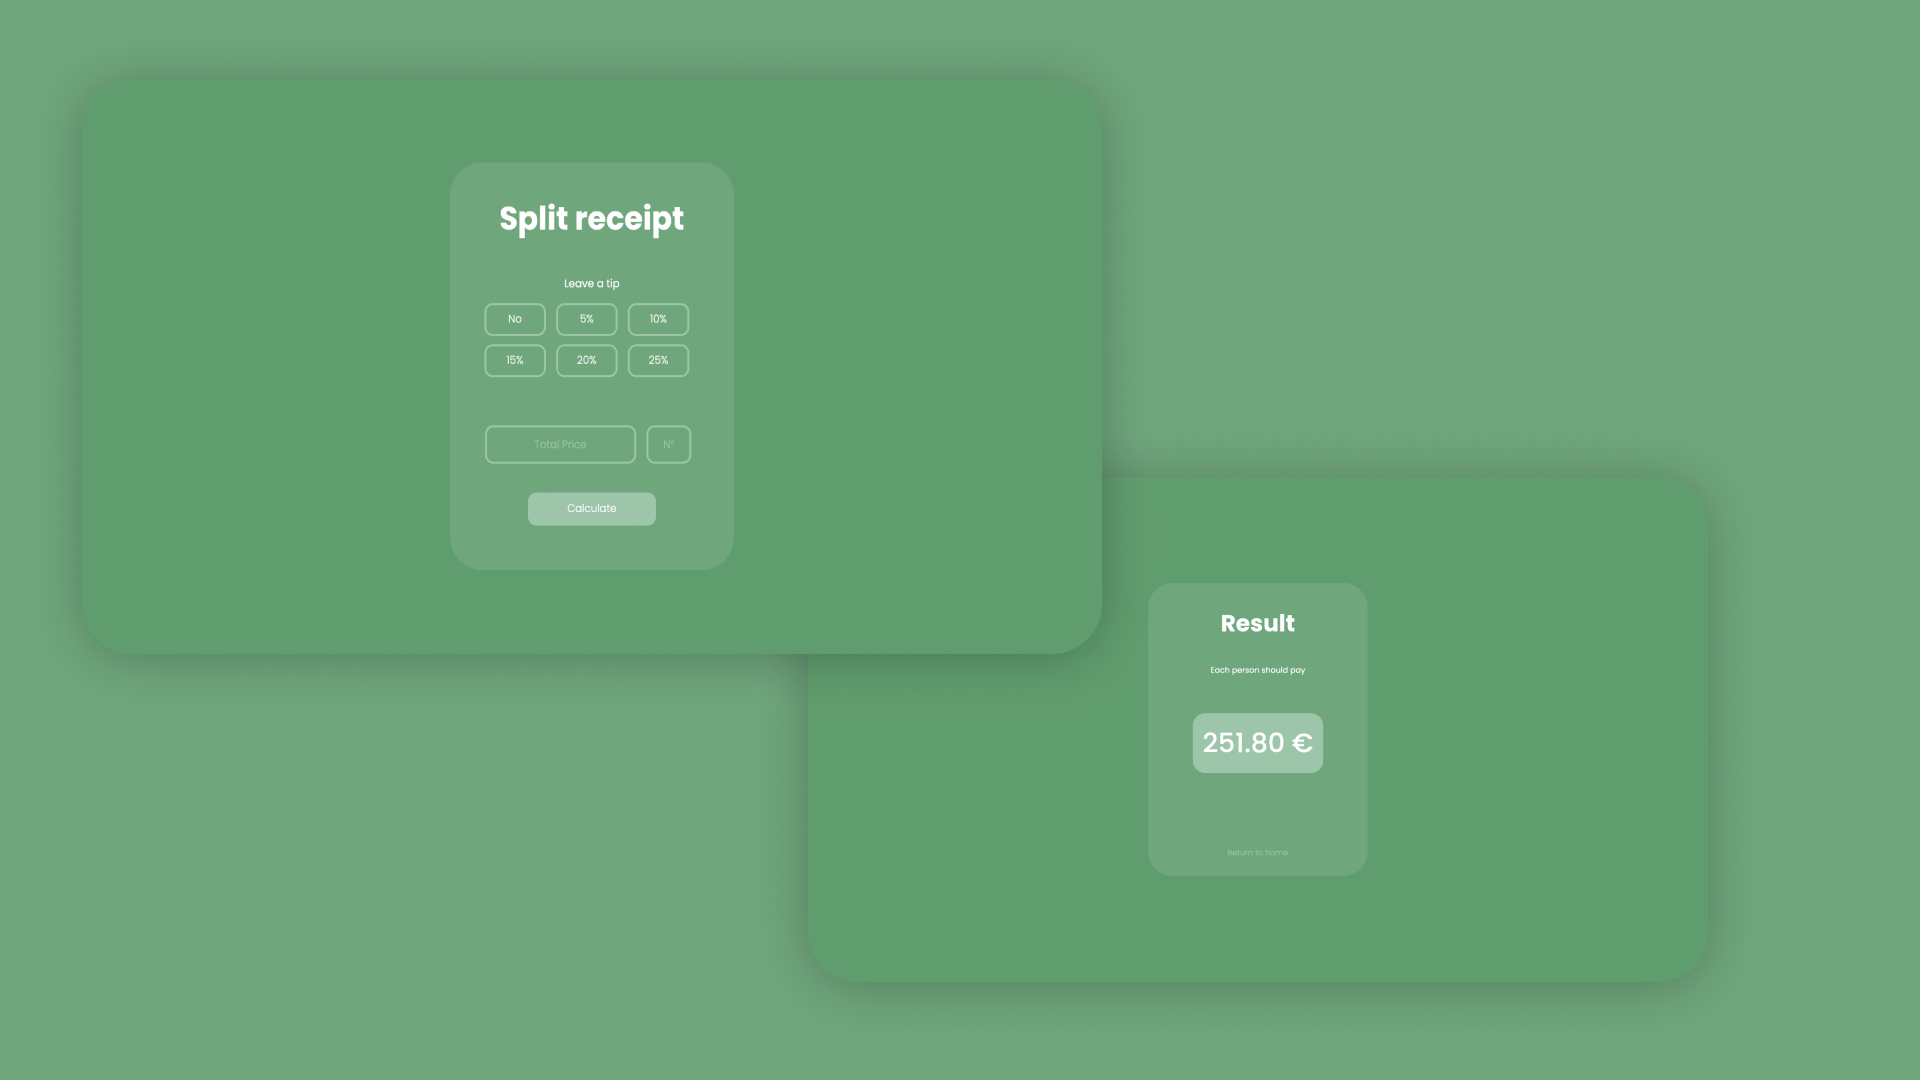 Split receipt
Leave a tip
No 5% 10%
15% 20% 25%
Total Price N°
Calculate
Result
Each person should pay
251.80 €
Return to home